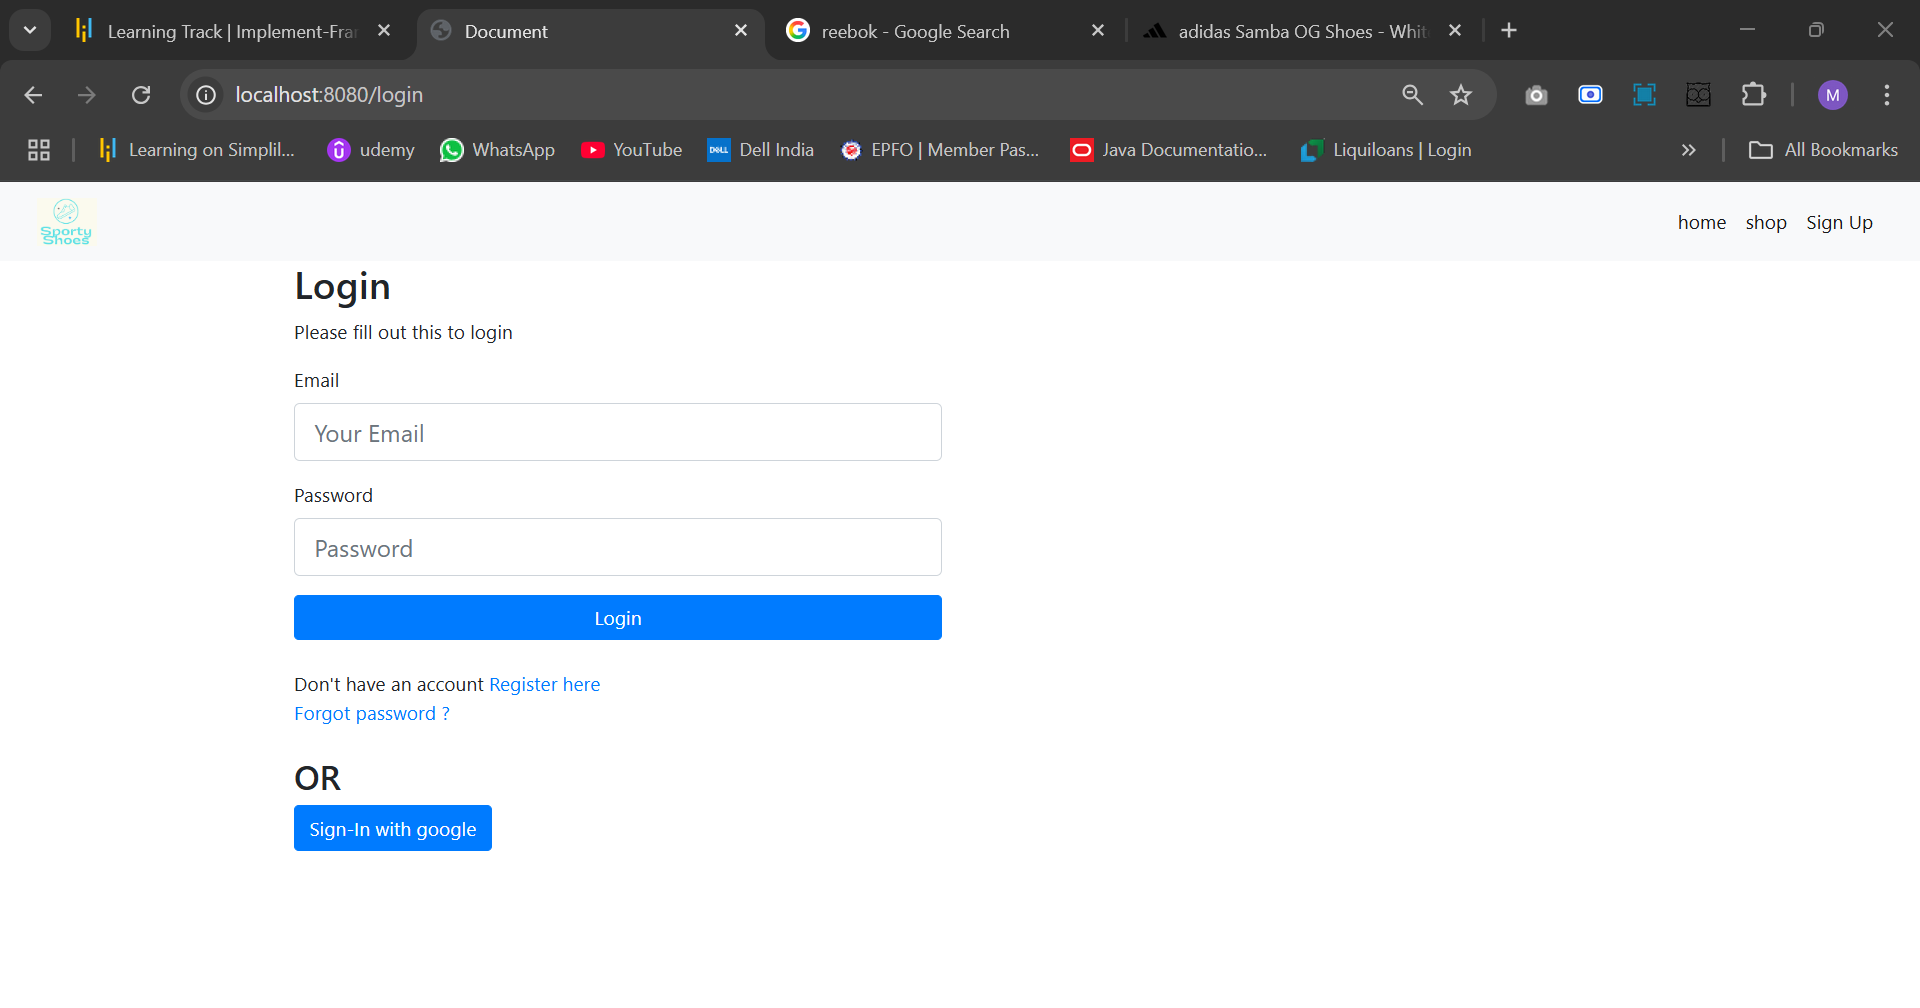 Learning Track | Implement-Fra
Document
reebok - Google Search
adidas Samba OG Shoes - Whit
localhost:8080/login
M
Learning on Simplil...
udemy
WhatsApp
YouTube
DELL
Dell India
EPFO | Member Pas...
Java Documentatio...
Liquiloans | Login
All Bookmarks
Sporty
Shoes
home
shop
Sign Up
Login
Please fill out this to login
Email
Your Email
Password
Password
Login
Don't have an account Register here
Forgot password ?
OR
Sign-In with google